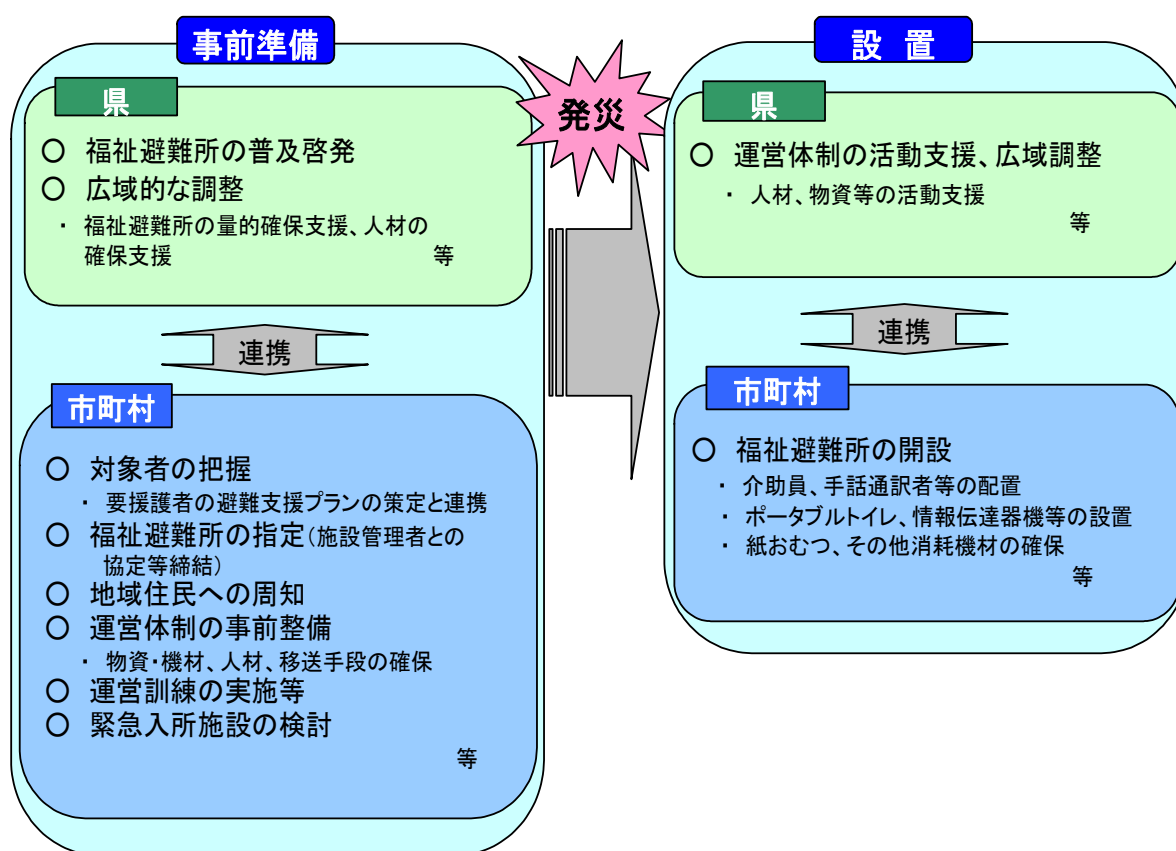 事前準備
県
○ 福祉避難所の普及啓発
○ 広域的な調整
・ 福祉避難所の量的確保支援、人材の
確保支援 等
連携
市町村
○ 対象者の把握
・ 要援護者の避難支援プランの策定と連携
○ 福祉避難所の指定(施設管理者との
協定等締結)
○ 地域住民への周知
○ 運営体制の事前整備
・ 物資・機材、人材、移送手段の確保
○ 運営訓練の実施等
○ 緊急入所施設の検討
等
発災
設 置
県
○ 運営体制の活動支援、広域調整
・ 人材、物資等の活動支援
等
連携
市町村
○ 福祉避難所の開設
・ 介助員、手話通訳者等の配置
・ ポータブルトイレ、情報伝達器機等の設置
・ 紙おむつ、その他消耗機材の確保
等